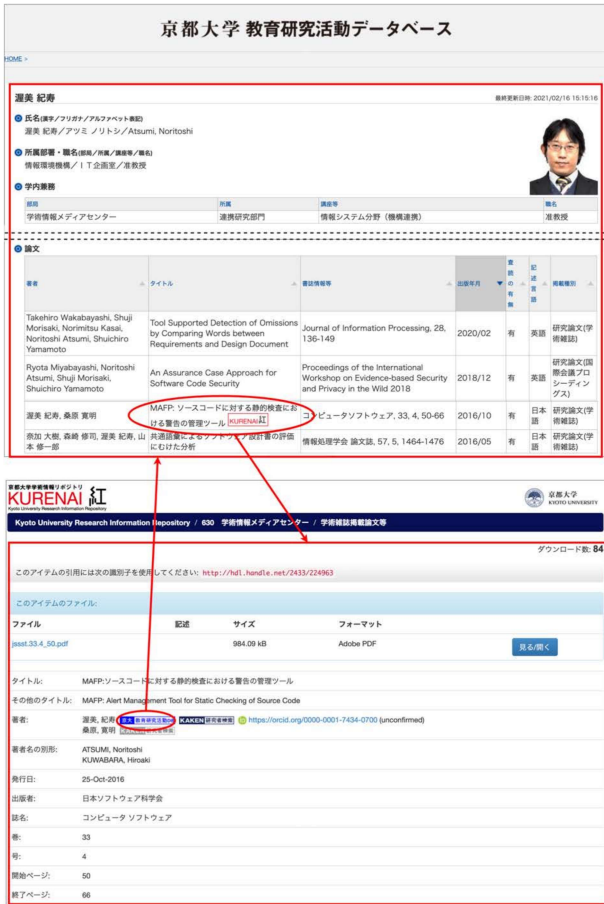 京都大学 教育研究活動データベース
HOME >
渥美 紀寿
最終更新日時: 2021/02/16 15:15:16
氏名(漢字/フリガナ/アルファベット表記)
渥美 紀寿/アツミ ノリトシ/Atsumi, Noritoshi
所属部署・職名(部局/所属/講座等/職名)
情報環境機構/IT企画室/准教授
学内兼務
部局 所属 講座等 職名
学術情報メディアセンター 連携研究部門 情報システム分野(機構連携) 准教授
論文
著者 タイトル 書誌情報等 出版年月 査読の有無 記述言語 掲載種別
Takehiro Wakabayashi, Shuji Morisaki, Norimitsu Kasai, Noritoshi Atsumi, Shuichiro Yamamoto
Tool Supported Detection of Omissions by Comparing Words between Requirements and Design Document
Journal of Information Processing, 28, 136-149
2020/02 有 英語 研究論文(学術雑誌)
Ryota Miyabayashi, Noritoshi Atsumi, Shuji Morisaki, Shuichiro Yamamoto
An Assurance Case Approach for Software Code Security
Proceedings of the International Workshop on Evidence-based Security and Privacy in the Wild 2018
2018/12 有 英語 研究論文(国際会議プロシーディングス)
渥美 紀寿, 桑原 寛明
MAFP: ソースコードに対する静的検査における警告の管理ツール KURENAI紅
コンピュータソフトウェア, 33, 4, 50-66
2016/10 有 日本語 研究論文(学術雑誌)
奈加 大樹, 森崎 修司, 渥美 紀寿, 山本 修一郎
共通語彙によるソフトウェア設計書の評価にむけた分析
情報処理学会 論文誌, 57, 5, 1464-1476
2016/05 有 日本語 研究論文(学術雑誌)
京都大学学術情報リポジトリ
KURENAI 紅
Kyoto University Research Information Repository
京都大学
KYOTO UNIVERSITY
Kyoto University Research Information Repository / 630 学術情報メディアセンター / 学術雑誌掲載論文等
ダウンロード数: 84
このアイテムの引用には次の識別子を使用してください: http://hdl.handle.net/2433/224963
このアイテムのファイル:
ファイル 記述 サイズ フォーマット
jssst.33.4_50.pdf 984.09 kB Adobe PDF 見る/開く
タイトル: MAFP:ソースコードに対する静的検査における警告の管理ツール
その他のタイトル: MAFP: Alert Management Tool for Static Checking of Source Code
著者: 渥美, 紀寿 京大 教育研究活動DB KAKEN 研究者検索 https://orcid.org/0000-0001-7434-0700 (unconfirmed)
桑原, 寛明
著者名の別形: ATSUMI, Noritoshi
KUWABARA, Hiroaki
発行日: 25-Oct-2016
出版者: 日本ソフトウェア科学会
誌名: コンピュータ ソフトウェア
巻: 33
号: 4
開始ページ: 50
終了ページ: 66